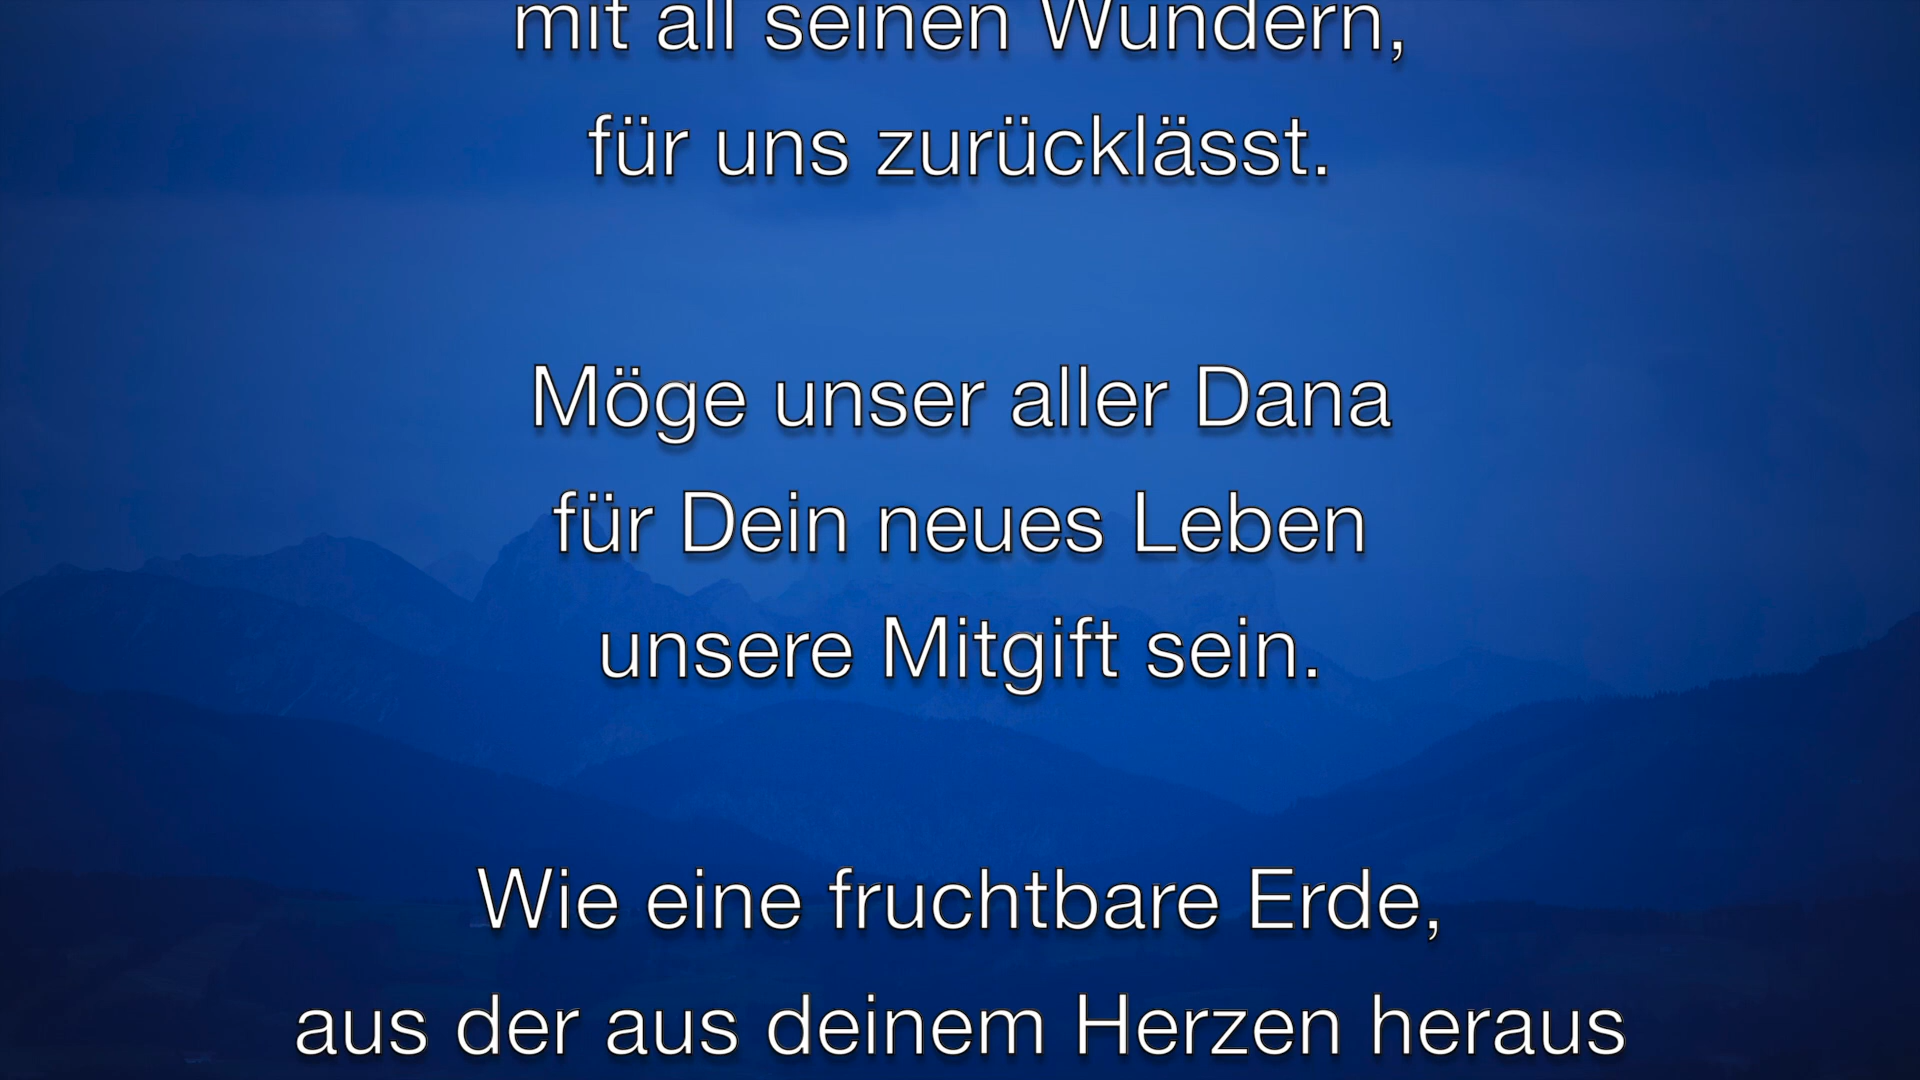 mit all seinen Wundern,
für uns zurücklässt.
Möge unser aller Dana
für Dein neues Leben
unsere Mitgift sein.
Wie eine fruchtbare Erde,
aus der aus deinem Herzen heraus